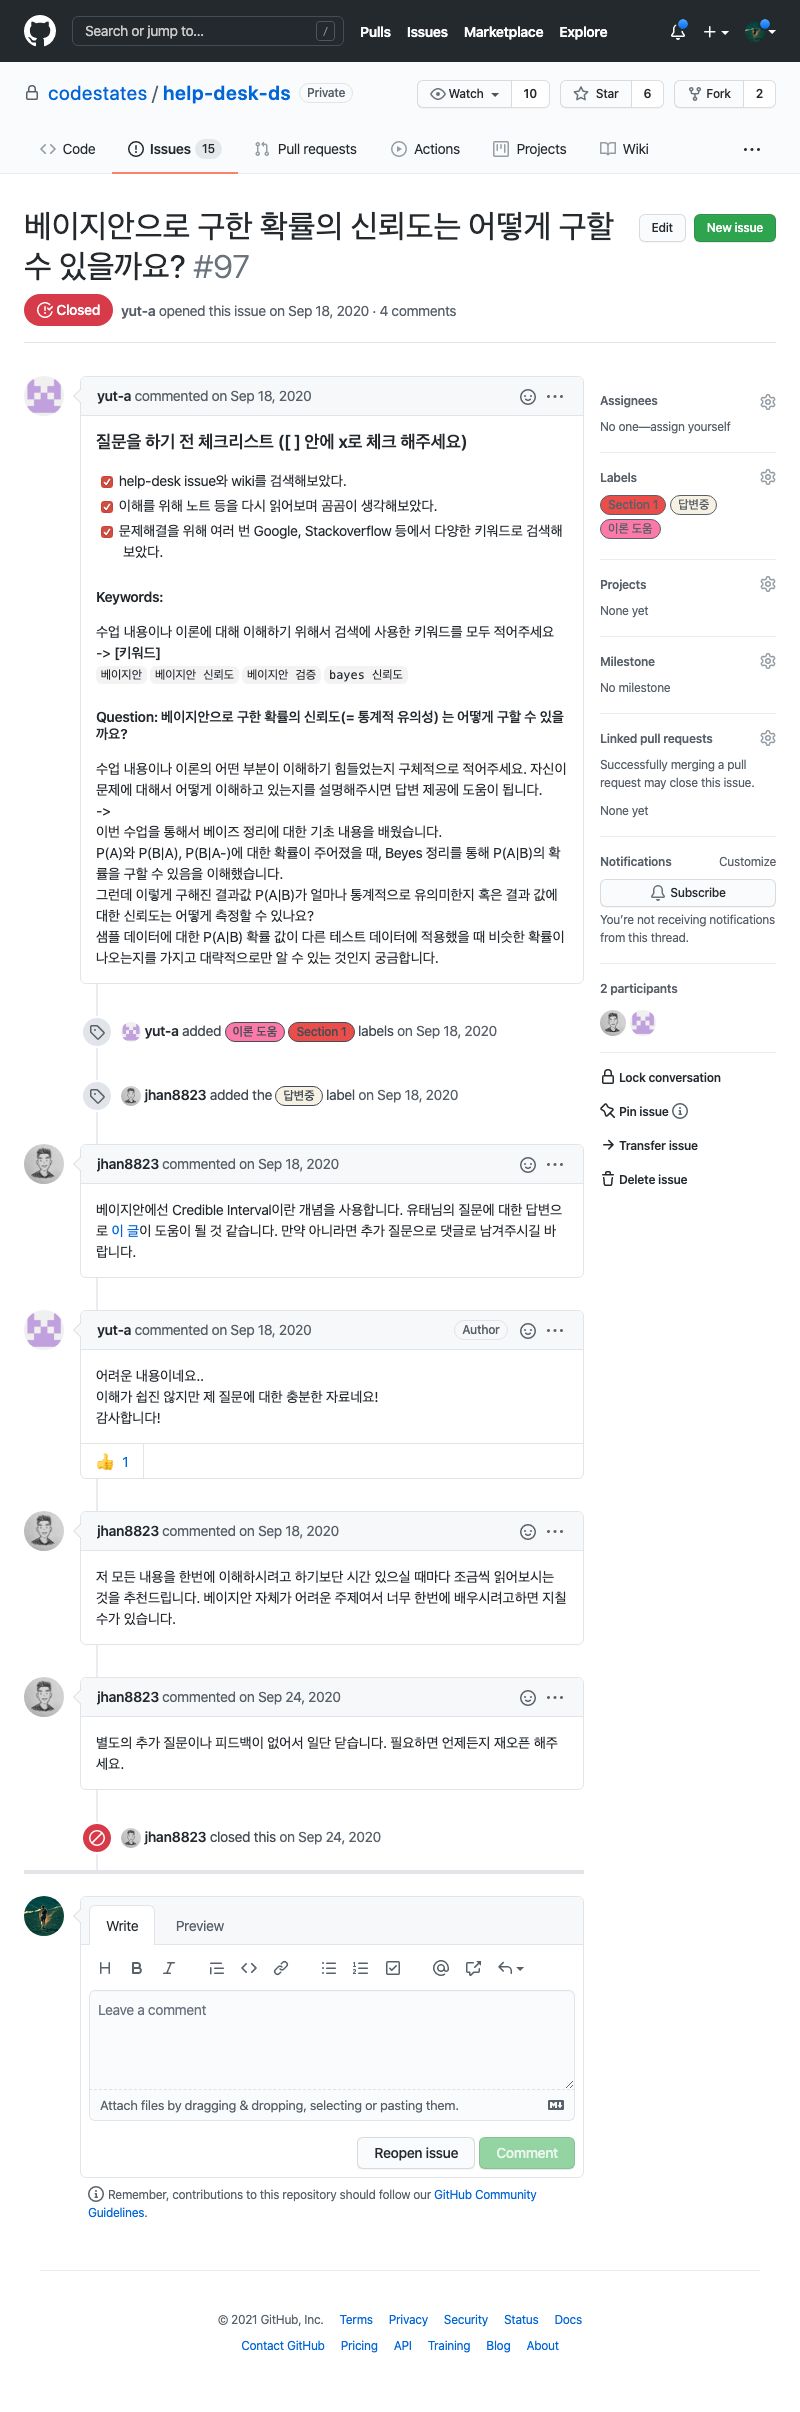 Search or jump to... /
Pulls Issues Marketplace Explore
codestates / help-desk-ds Private
Watch 10 Star 6 Fork 2
Code Issues 15 Pull requests Actions Projects Wiki ...
베이지안으로 구한 확률의 신뢰도는 어떻게 구할
수 있을까요? #97
Edit New issue
Closed yut-a opened this issue on Sep 18, 2020 · 4 comments
yut-a commented on Sep 18, 2020
질문을 하기 전 체크리스트 ([ ] 안에 x로 체크 해주세요)
help-desk issue와 wiki를 검색해보았다.
이해를 위해 노트 등을 다시 읽어보며 곰곰이 생각해보았다.
문제해결을 위해 여러 번 Google, Stackoverflow 등에서 다양한 키워드로 검색해
보았다.
Keywords:
수업 내용이나 이론에 대해 이해하기 위해서 검색에 사용한 키워드를 모두 적어주세요
-> [키워드]
베이지안 베이지안 신뢰도 베이지안 검증 bayes 신뢰도
Question: 베이지안으로 구한 확률의 신뢰도(= 통계적 유의성) 는 어떻게 구할 수 있을
까요?
수업 내용이나 이론의 어떤 부분이 이해하기 힘들었는지 구체적으로 적어주세요. 자신이
문제에 대해서 어떻게 이해하고 있는지를 설명해주시면 답변 제공에 도움이 됩니다.
->
이번 수업을 통해서 베이즈 정리에 대한 기초 내용을 배웠습니다.
P(A)와 P(B|A), P(B|A-)에 대한 확률이 주어졌을 때, Beyes 정리를 통해 P(A|B)의 확
률을 구할 수 있음을 이해했습니다.
그런데 이렇게 구해진 결과값 P(A|B)가 얼마나 통계적으로 유의미한지 혹은 결과 값에
대한 신뢰도는 어떻게 측정할 수 있나요?
샘플 데이터에 대한 P(A|B) 확률 값이 다른 테스트 데이터에 적용했을 때 비슷한 확률이
나오는지를 가지고 대략적으로만 알 수 있는 것인지 궁금합니다.
yut-a added 이론 도움 Section 1 labels on Sep 18, 2020
jhan8823 added the 답변중 label on Sep 18, 2020
jhan8823 commented on Sep 18, 2020
베이지안에선 Credible Interval이란 개념을 사용합니다. 유태님의 질문에 대한 답변으
로 이 글이 도움이 될 것 같습니다. 만약 아니라면 추가 질문으로 댓글로 남겨주시길 바
랍니다.
yut-a commented on Sep 18, 2020 Author
어려운 내용이네요..
이해가 쉽진 않지만 제 질문에 대한 충분한 자료네요!
감사합니다!
1
jhan8823 commented on Sep 18, 2020
저 모든 내용을 한번에 이해하시려고 하기보단 시간 있으실 때마다 조금씩 읽어보시는
것을 추천드립니다. 베이지안 자체가 어려운 주제여서 너무 한번에 배우시려고하면 지칠
수가 있습니다.
jhan8823 commented on Sep 24, 2020
별도의 추가 질문이나 피드백이 없어서 일단 닫습니다. 필요하면 언제든지 재오픈 해주
세요.
jhan8823 closed this on Sep 24, 2020
Write Preview
Leave a comment
Attach files by dragging & dropping, selecting or pasting them.
Reopen issue Comment
Remember, contributions to this repository should follow our GitHub Community
Guidelines.
Assignees
No one—assign yourself
Labels
Section 1 답변중
이론 도움
Projects
None yet
Milestone
No milestone
Linked pull requests
Successfully merging a pull
request may close this issue.
None yet
Notifications Customize
Subscribe
You're not receiving notifications
from this thread.
2 participants
Lock conversation
Pin issue
Transfer issue
Delete issue
© 2021 GitHub, Inc. Terms Privacy Security Status Docs
Contact GitHub Pricing API Training Blog About